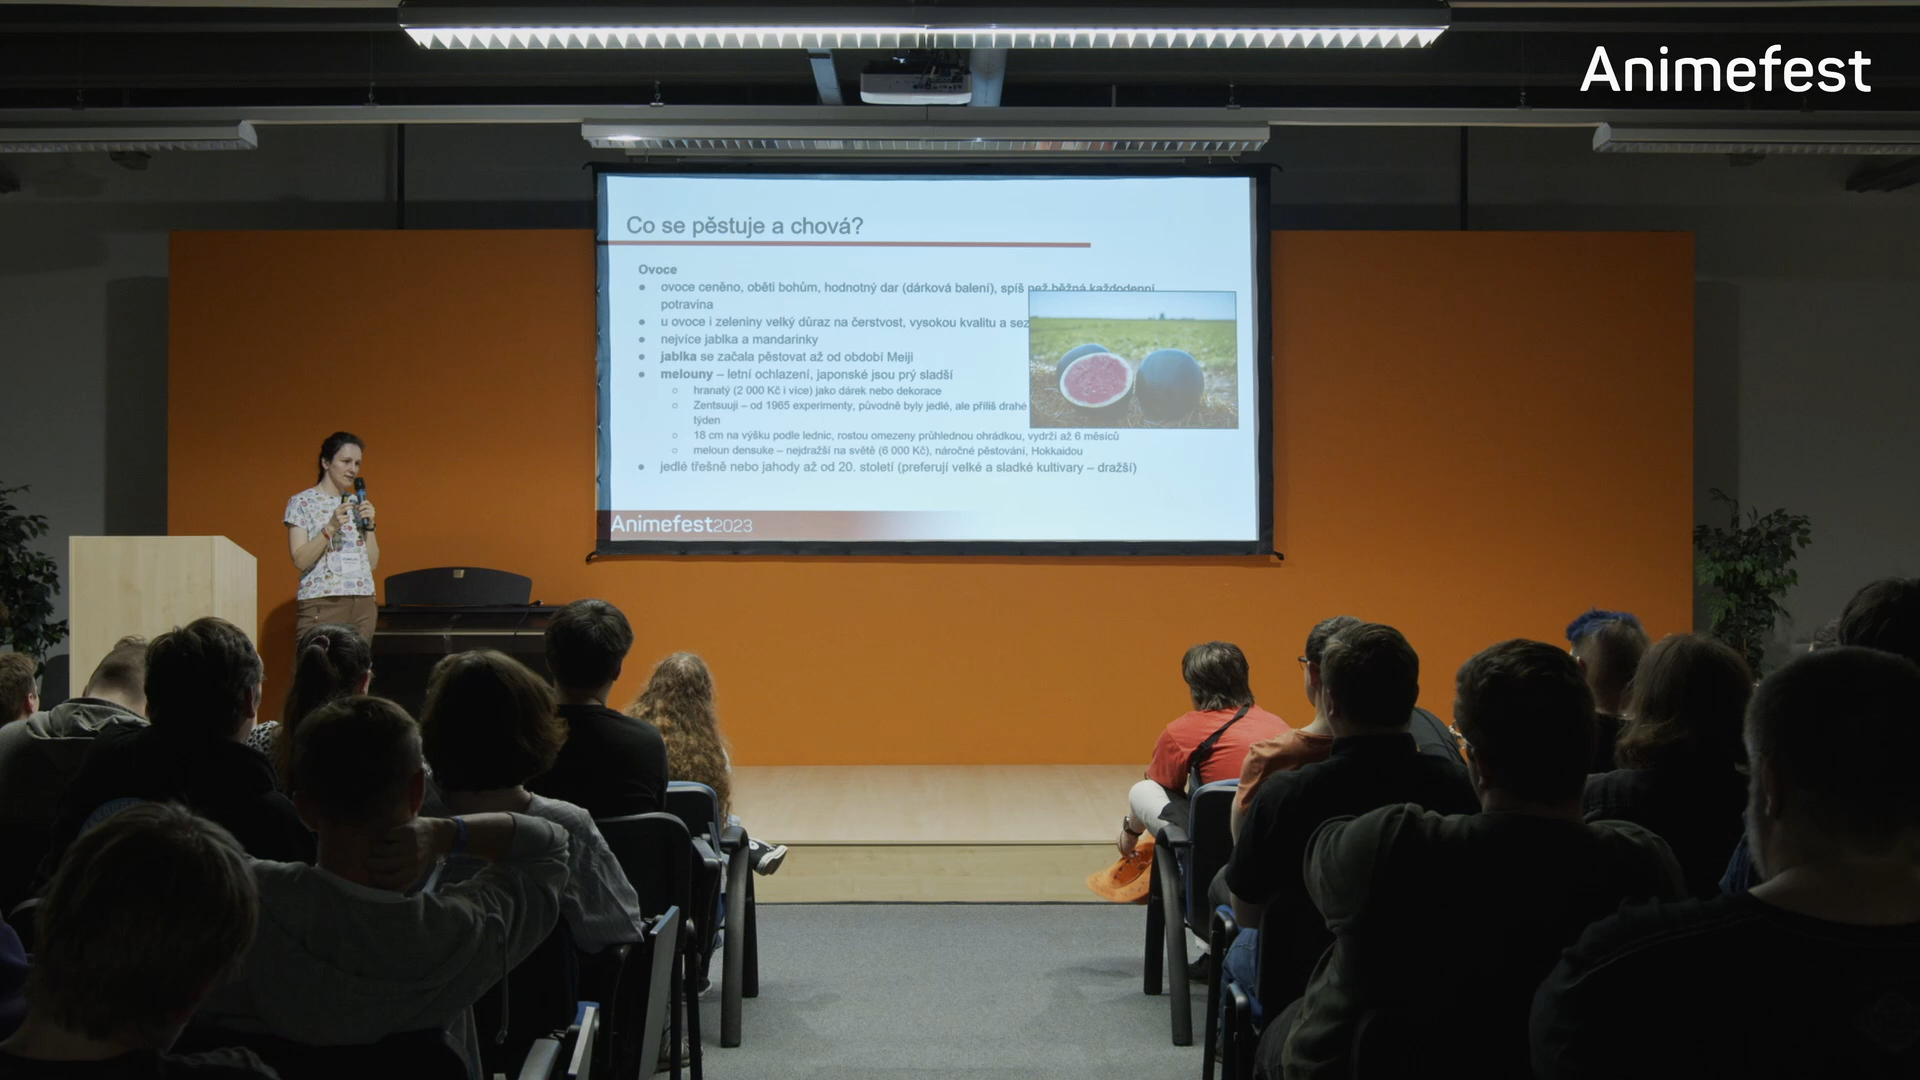 Animefest
Co se pěstuje a chová?
Ovoce
● ovoce ceněno, oběti bohům, hodnotný dar (dárková balení), spíš než běžná každodenní
potravina
● u ovoce i zeleniny velký důraz na čerstvost, vysokou kvalitu a sez
● nejvíce jablka a mandarinky
● jablka se začala pěstovat až od období Meiji
● melouny – letní ochlazení, japonské jsou prý sladší
○ hranatý (2 000 Kč i více) jako dárek nebo dekorace
○ Zentsuuji – od 1965 experimenty, původně byly jedlé, ale příliš drahé
týden
○ 18 cm na výšku podle lednic, rostou omezeny průhlednou ohrádkou, vydrží až 6 měsíců
○ meloun densuke – nejdražší na světě (6 000 Kč), náročné pěstování, Hokkaidou
● jedlé třešně nebo jahody až od 20. století (preferují velké a sladké kultivary – dražší)
Animefest2023